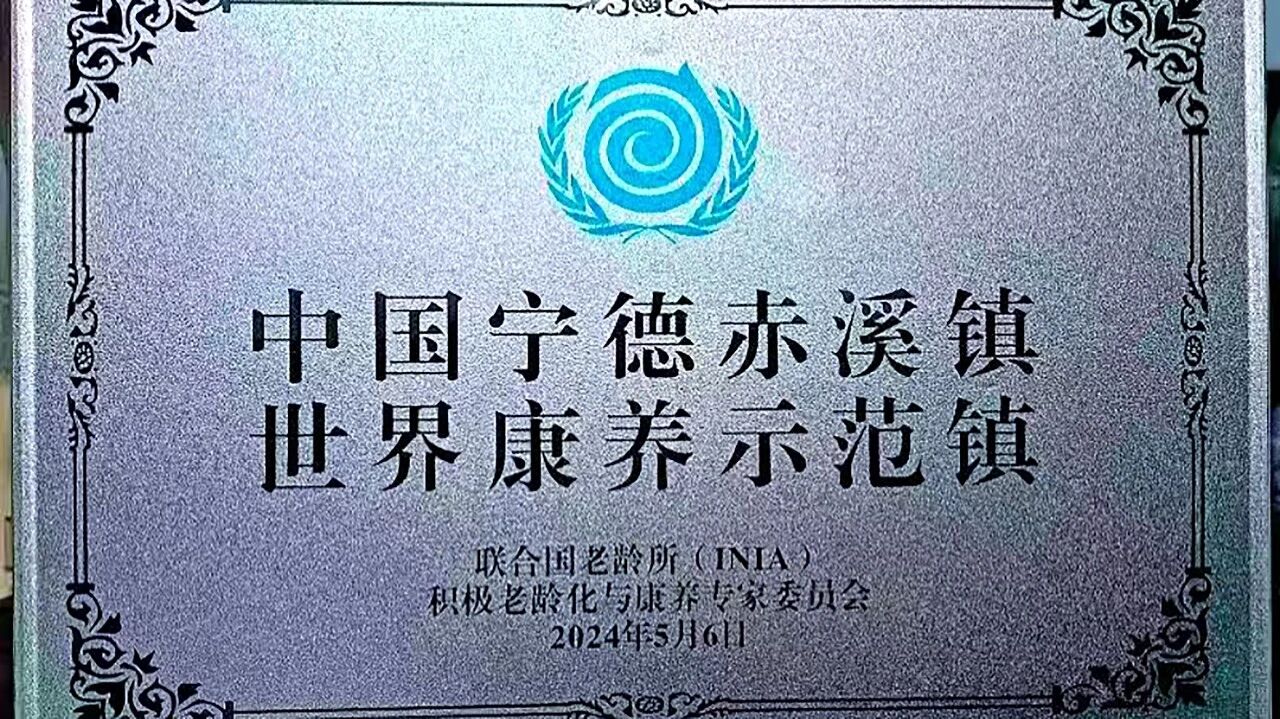 中国宁德赤溪镇
世界康养示范镇
联合国老龄所（INIA）
积极老龄化与康养专家委员会
2024年5月6日